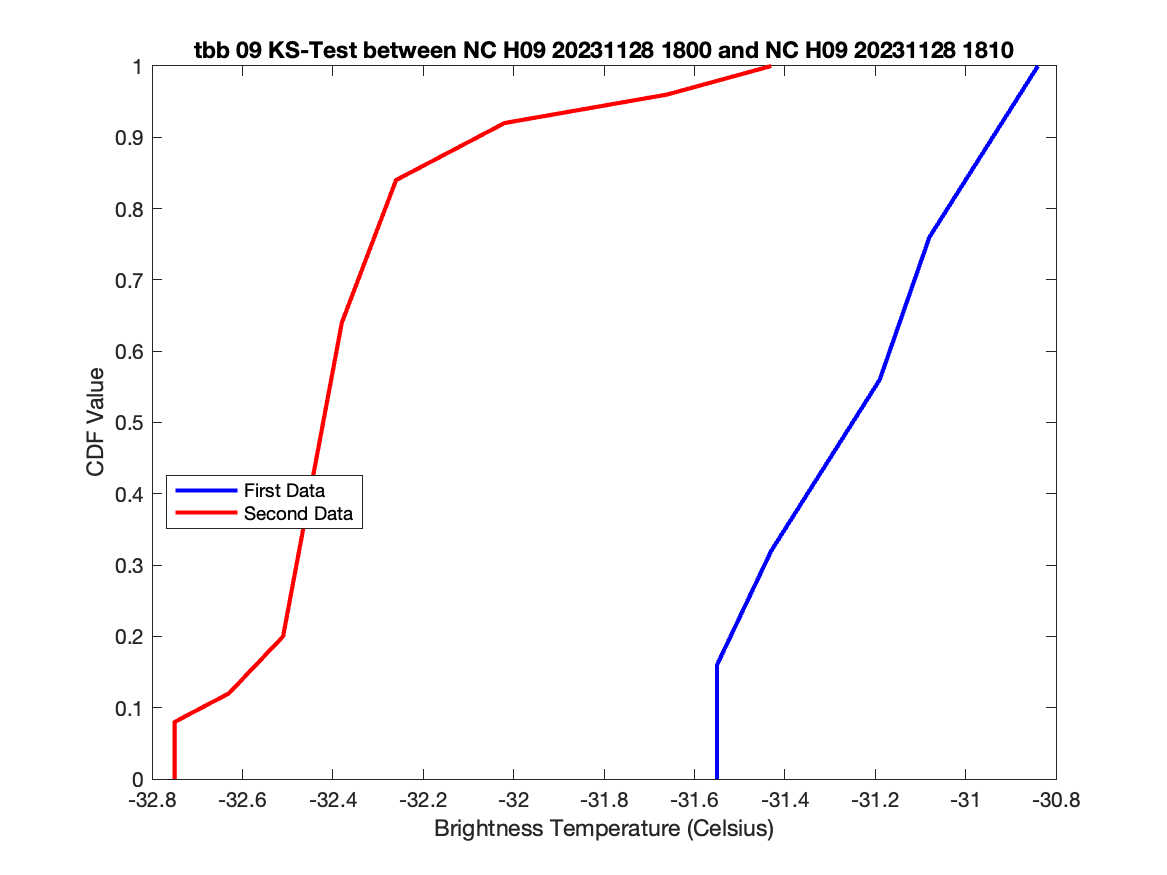 tbb 09 KS-Test between NC H09 20231128 1800 and NC H09 20231128 1810
1
0.9
0.8
0.7
0.6
0.5
0.4
0.3
0.2
0.1
0
CDF Value
First Data
Second Data
-32.8 -32.6 -32.4 -32.2 -32 -31.8 -31.6 -31.4 -31.2 -31 -30.8
Brightness Temperature (Celsius)